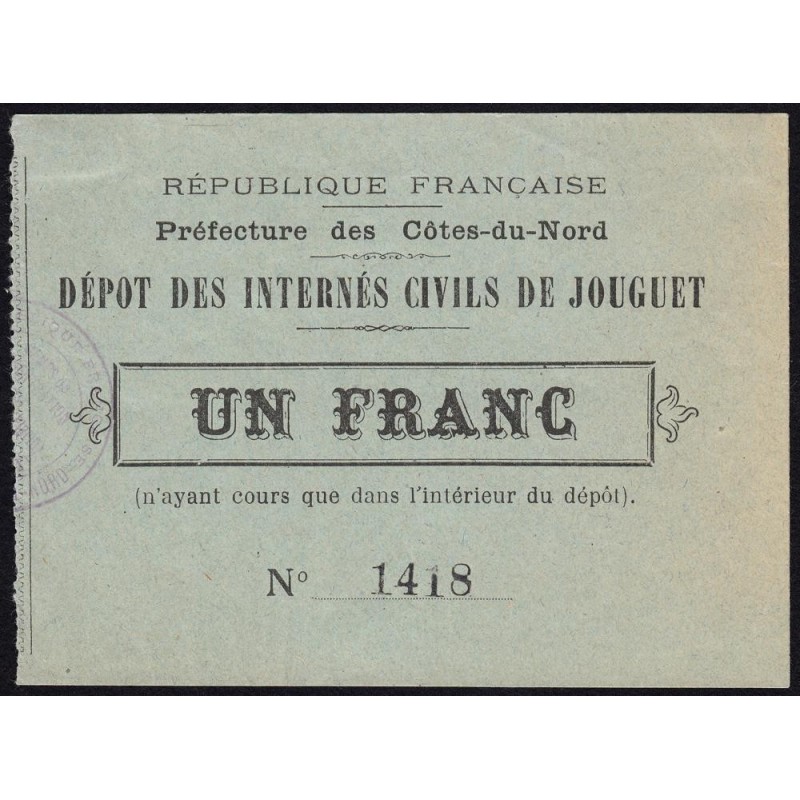 RÉPUBLIQUE FRANÇAISE
Préfecture des Côtes-du-Nord
DÉPOT DES INTERNÉS CIVILS DE JOUGUET
UN FRANC
(n'ayant cours que dans l'intérieur du dépôt).
Nº 1418